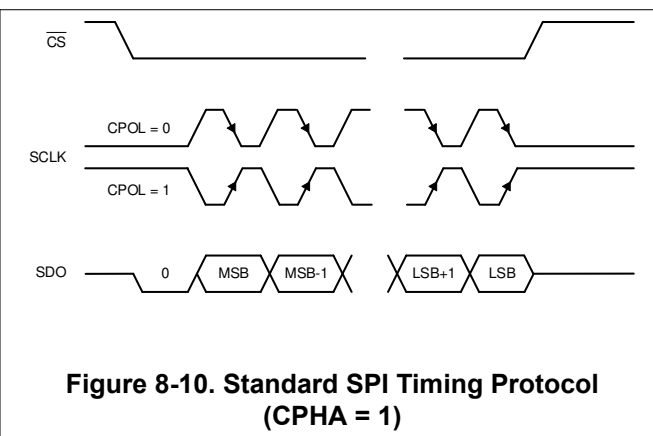 CS
CPOL = 0
SCLK
CPOL = 1
SDO
0
MSB
MSB-1
LSB+1
LSB
Figure 8-10. Standard SPI Timing Protocol
(CPHA = 1)